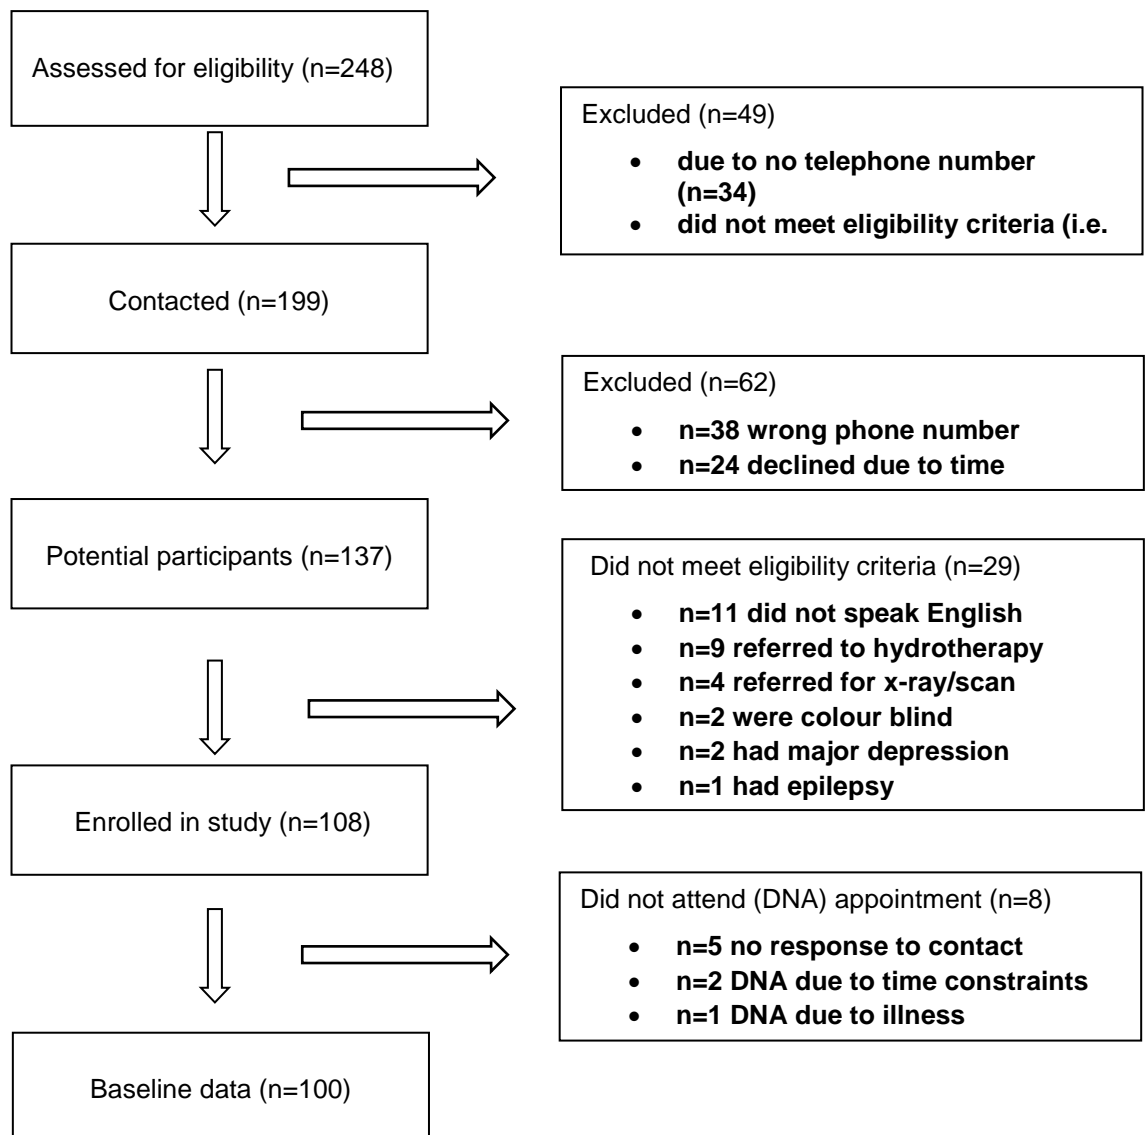 Assessed for eligibility (n=248)
Excluded (n=49)
• due to no telephone number
(n=34)
• did not meet eligibility criteria (i.e.
Contacted (n=199)
Excluded (n=62)
• n=38 wrong phone number
• n=24 declined due to time
Potential participants (n=137)
Did not meet eligibility criteria (n=29)
• n=11 did not speak English
• n=9 referred to hydrotherapy
• n=4 referred for x-ray/scan
• n=2 were colour blind
• n=2 had major depression
• n=1 had epilepsy
Enrolled in study (n=108)
Did not attend (DNA) appointment (n=8)
• n=5 no response to contact
• n=2 DNA due to time constraints
• n=1 DNA due to illness
Baseline data (n=100)